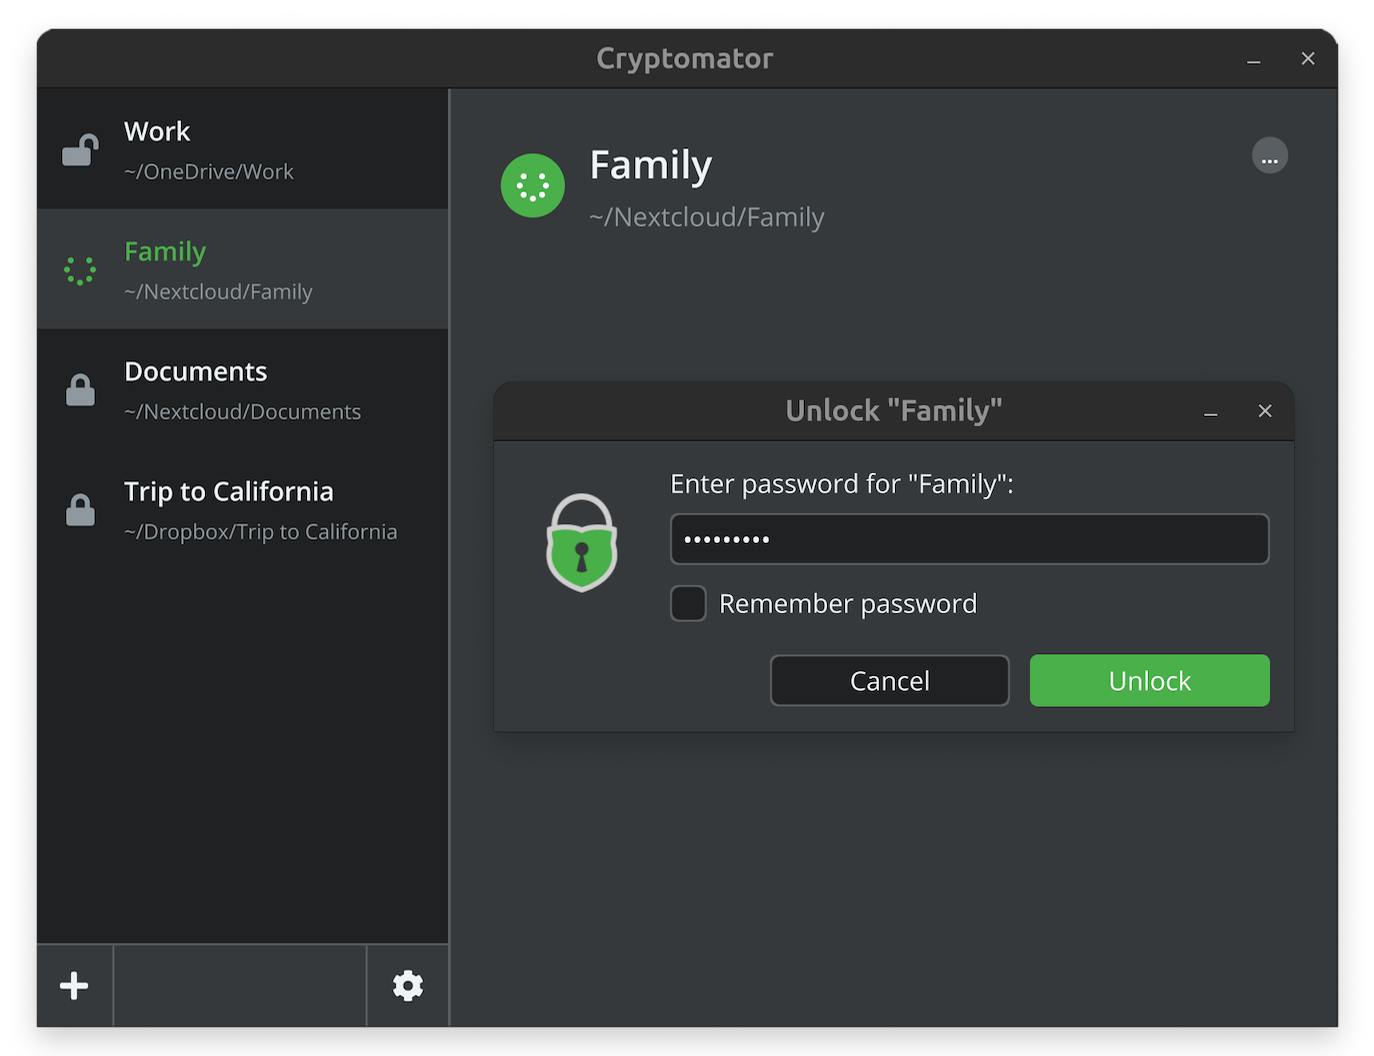 Cryptomator
Work
~/OneDrive/Work
Family
~/Nextcloud/Family
Documents
~/Nextcloud/Documents
Trip to California
~/Dropbox/Trip to California
Family
~/Nextcloud/Family
...
Unlock "Family"
Enter password for "Family":
•••••••••
Remember password
Cancel
Unlock